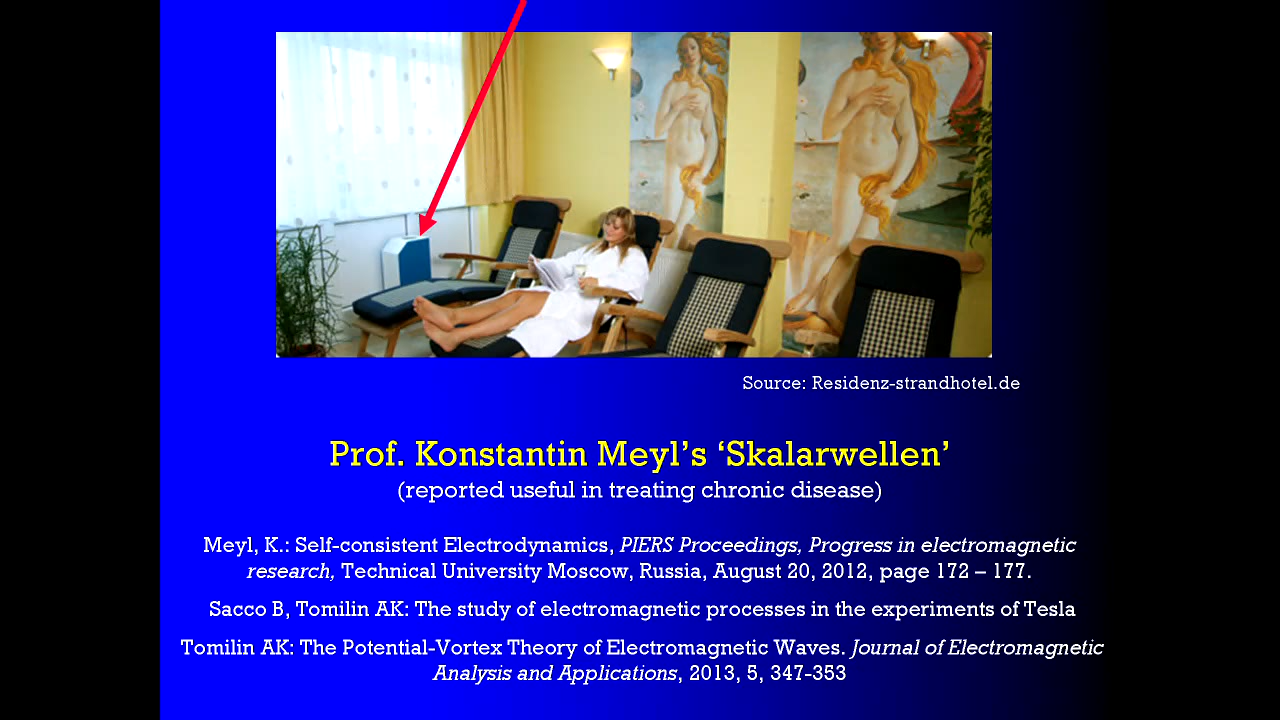 Source: Residenz-strandhotel.de
Prof. Konstantin Meyl’s ‘Skalarwellen’
(reported useful in treating chronic disease)
Meyl, K.: Self-consistent Electrodynamics, PIERS Proceedings, Progress in electromagnetic
research, Technical University Moscow, Russia, August 20, 2012, page 172 – 177.
Sacco B, Tomilin AK: The study of electromagnetic processes in the experiments of Tesla
Tomilin AK: The Potential-Vortex Theory of Electromagnetic Waves. Journal of Electromagnetic
Analysis and Applications, 2013, 5, 347-353